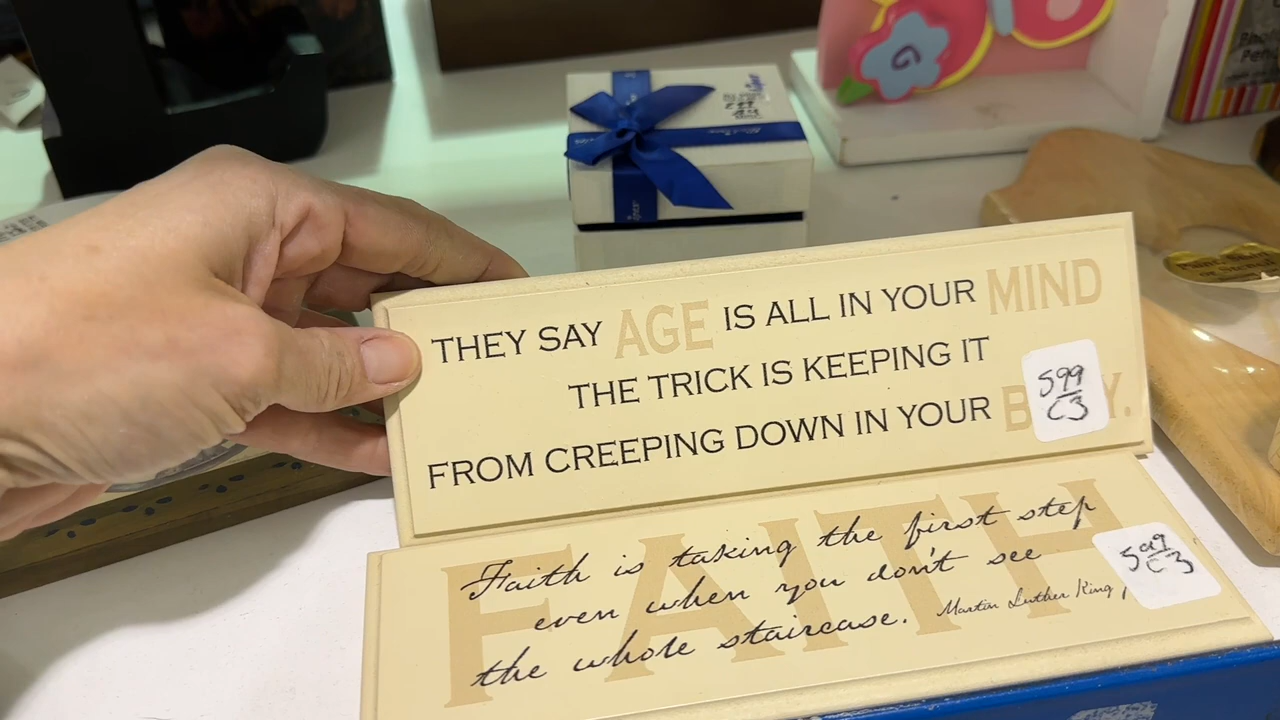 THEY SAY AGE IS ALL IN YOUR MIND
THE TRICK IS KEEPING IT
FROM CREEPING DOWN IN YOUR B Y.
599
C3
FAITH
Faith is taking the first step
even when you don't see
the whole staircase. Martin Luther King,
599
C3